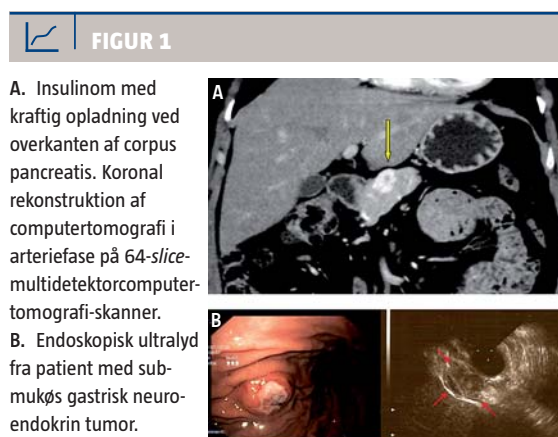 FIGUR 1
A. Insulinom med
kraftig opladning ved
overkanten af corpus
pancreatis. Koronal
rekonstruktion af
computertomografi i
arteriefase på 64-slice-
multidetektorcomputer-
tomografi-skanner.
B. Endoskopisk ultralyd
fra patient med sub-
mukøs gastrisk neuro-
endokrin tumor.
A
B